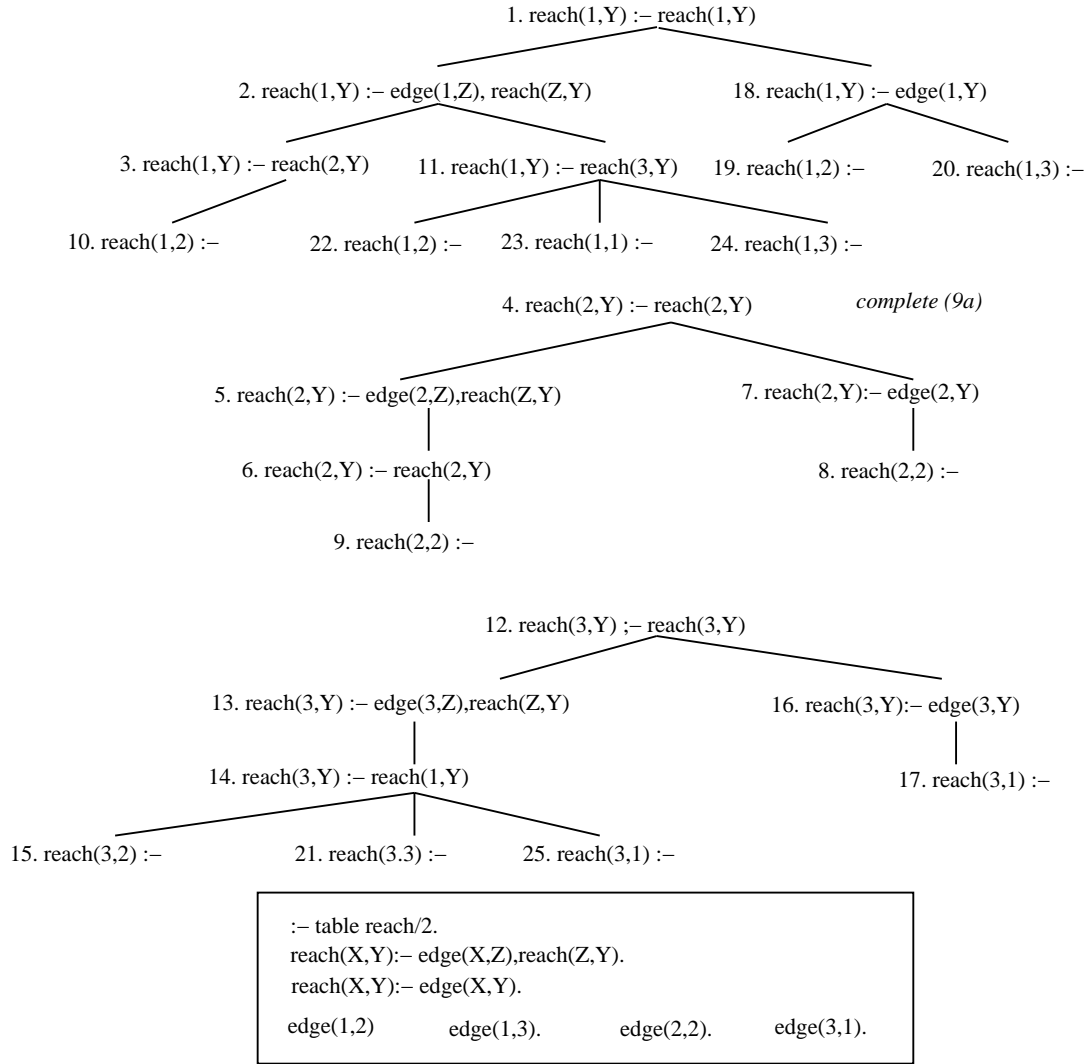 1. reach(1,Y) :– reach(1,Y)
2. reach(1,Y) :– edge(1,Z), reach(Z,Y)
18. reach(1,Y) :– edge(1,Y)
3. reach(1,Y) :– reach(2,Y)
11. reach(1,Y) :– reach(3,Y)
19. reach(1,2) :–
20. reach(1,3) :–
10. reach(1,2) :–
22. reach(1,2) :–
23. reach(1,1) :–
24. reach(1,3) :–
4. reach(2,Y) :– reach(2,Y)
complete (9a)
5. reach(2,Y) :– edge(2,Z),reach(Z,Y)
7. reach(2,Y):– edge(2,Y)
6. reach(2,Y) :– reach(2,Y)
8. reach(2,2) :–
9. reach(2,2) :–
12. reach(3,Y) ;– reach(3,Y)
13. reach(3,Y) :– edge(3,Z),reach(Z,Y)
16. reach(3,Y):– edge(3,Y)
14. reach(3,Y) :– reach(1,Y)
17. reach(3,1) :–
15. reach(3,2) :–
21. reach(3.3) :–
25. reach(3,1) :–
:– table reach/2.
reach(X,Y):– edge(X,Z),reach(Z,Y).
reach(X,Y):– edge(X,Y).
edge(1,2) edge(1,3). edge(2,2). edge(3,1).